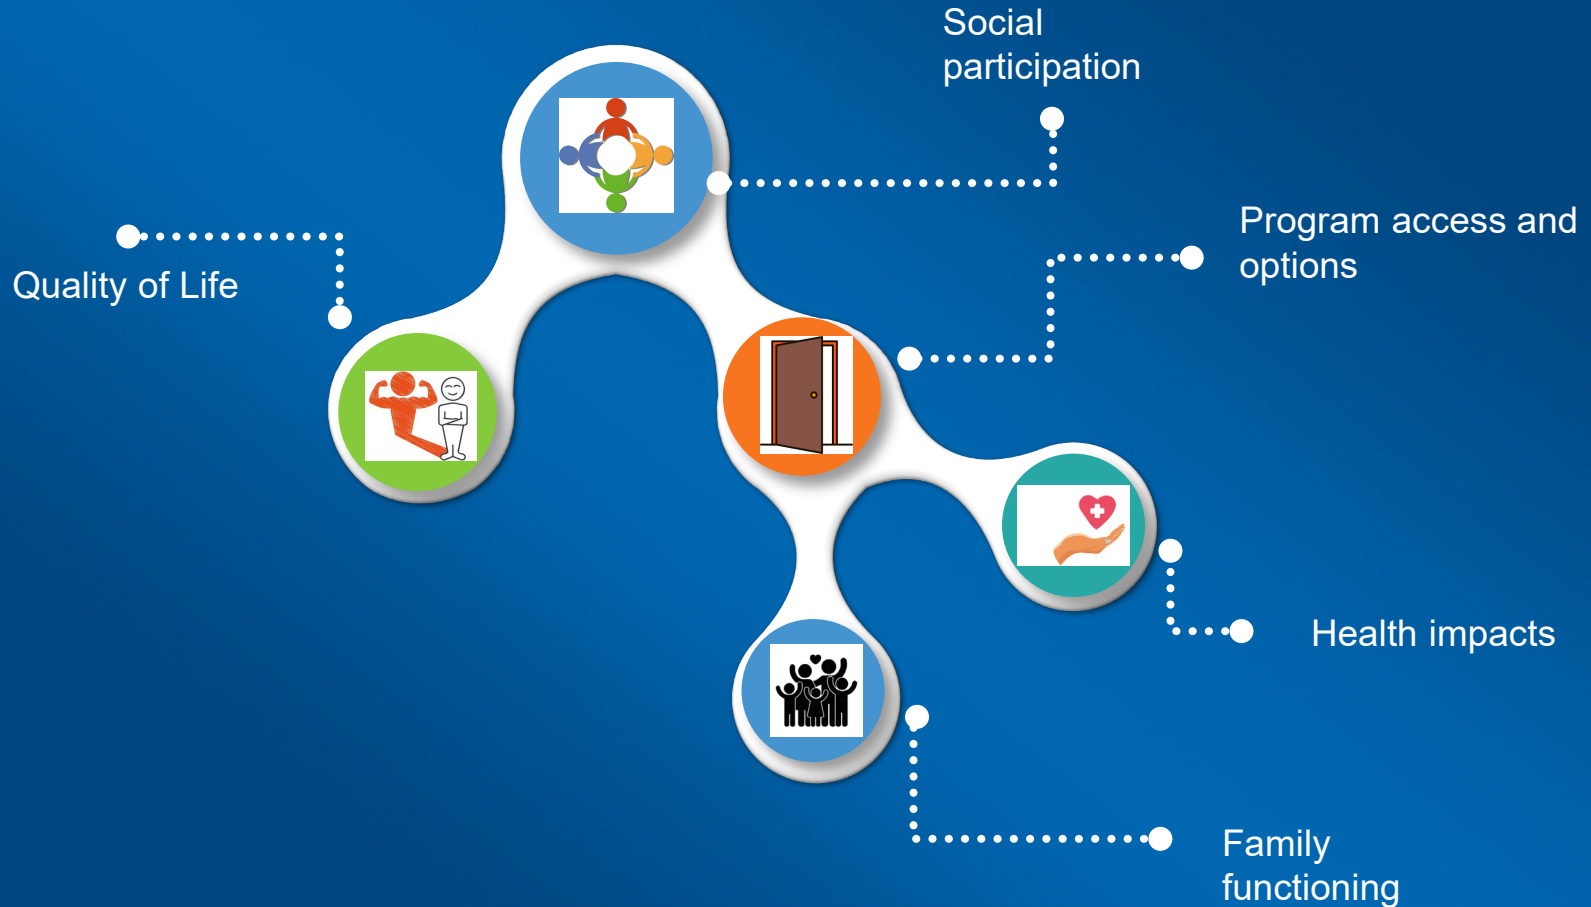 Social
participation
Program access and
options
Quality of Life
Health impacts
Family
functioning